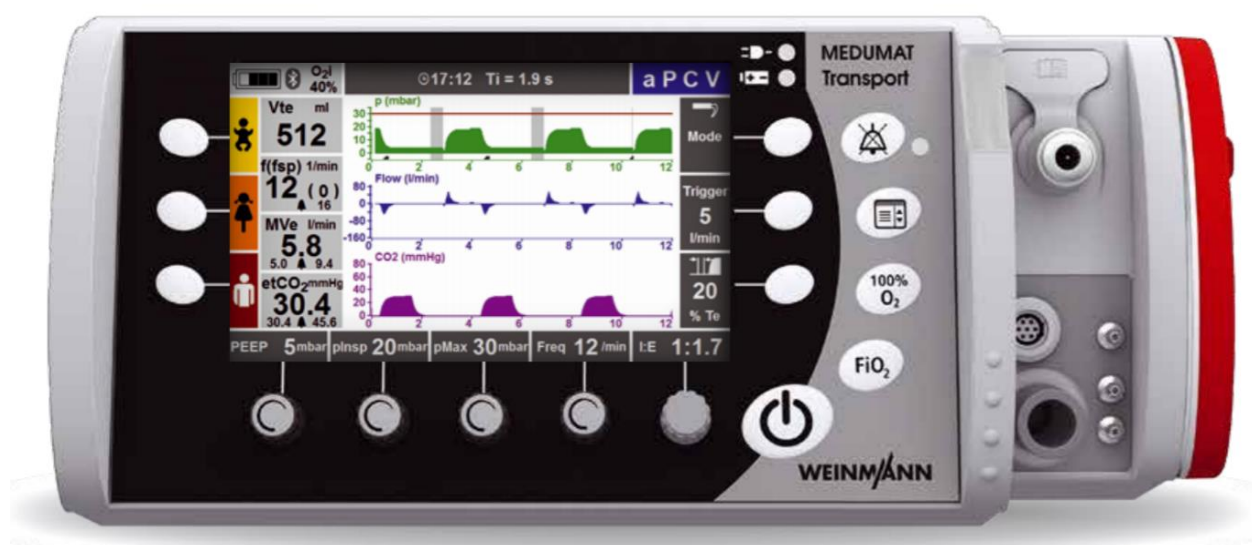 MEDUMAT
Transport
O₂I
40%
17:12 Ti = 1.9 s
aPCV
Vte ml
512
f(fsp) 1/min
12 (0)
16
MVe l/min
5.8
5.0 9.4
etCO₂mmHg
30.4
30.4 45.6
p (mbar)
30
20
10
0
0 2 4 6 8 10 12
Flow (l/min)
80
0
-80
-160
0 2 4 6 8 10 12
CO2 (mmHg)
80
60
40
20
0
0 2 4 6 8 10 12
Mode
Trigger
5
l/min
20
% Te
PEEP 5mbar pInsp 20mbar pMax 30mbar Freq 12/min I:E 1:1.7
100%
O₂
FiO₂
WEINMANN